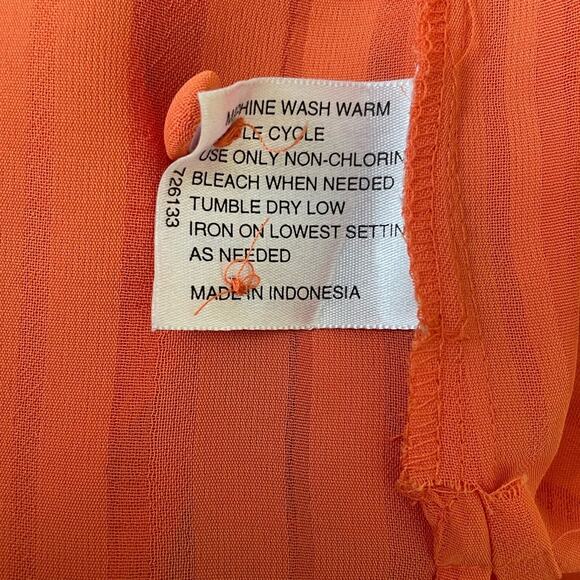 MACHINE WASH WARM
CYCLE
USE ONLY NON-CHLORIN
BLEACH WHEN NEEDED
TUMBLE DRY LOW
IRON ON LOWEST SETTIN
AS NEEDED
MADE IN INDONESIA
726133